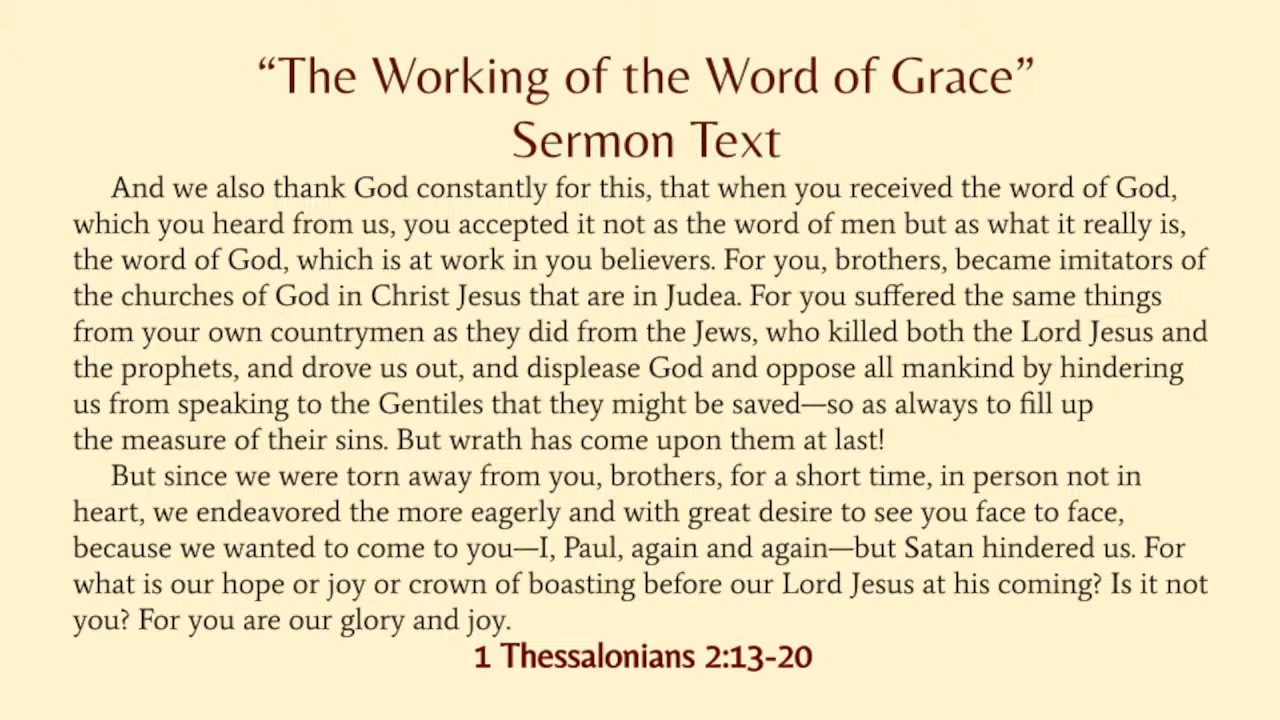 “The Working of the Word of Grace”
Sermon Text
And we also thank God constantly for this, that when you received the word of God,
which you heard from us, you accepted it not as the word of men but as what it really is,
the word of God, which is at work in you believers. For you, brothers, became imitators of
the churches of God in Christ Jesus that are in Judea. For you suffered the same things
from your own countrymen as they did from the Jews, who killed both the Lord Jesus and
the prophets, and drove us out, and displease God and oppose all mankind by hindering
us from speaking to the Gentiles that they might be saved—so as always to fill up
the measure of their sins. But wrath has come upon them at last!
But since we were torn away from you, brothers, for a short time, in person not in
heart, we endeavored the more eagerly and with great desire to see you face to face,
because we wanted to come to you—I, Paul, again and again—but Satan hindered us. For
what is our hope or joy or crown of boasting before our Lord Jesus at his coming? Is it not
you? For you are our glory and joy.
1 Thessalonians 2:13-20